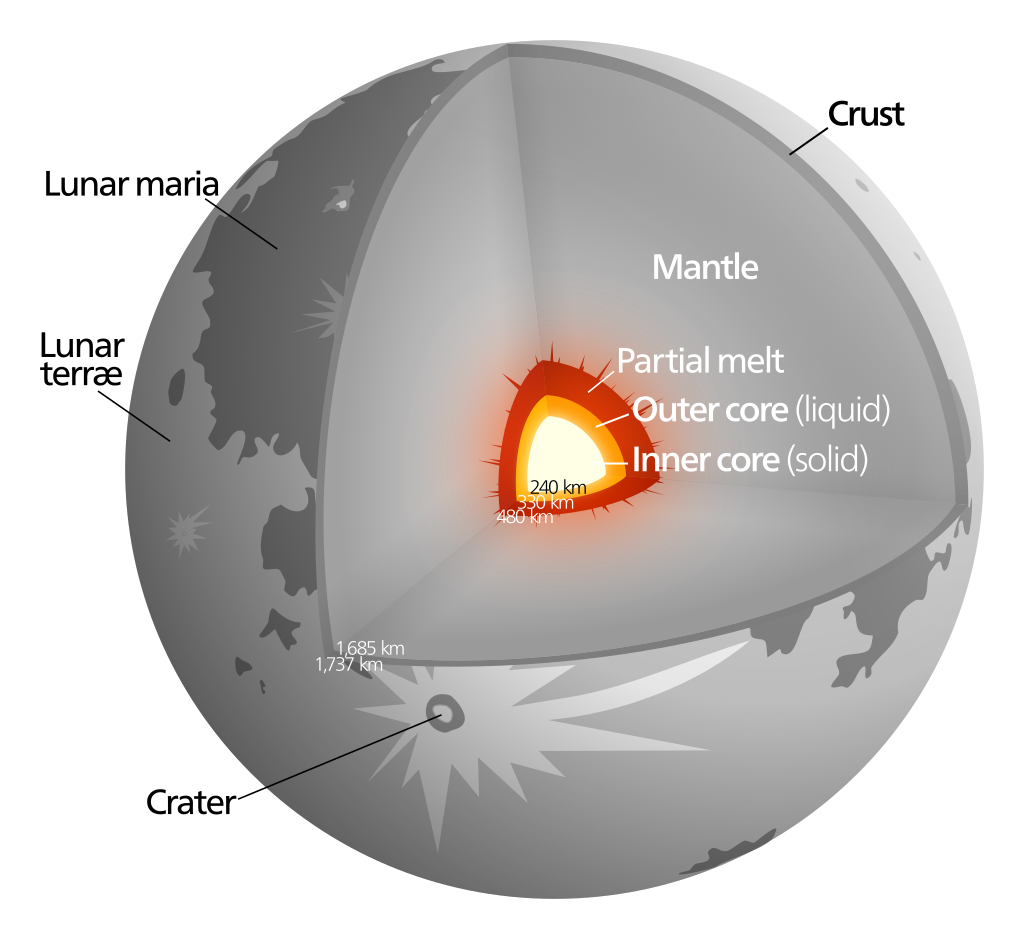 Crust
Lunar maria
Mantle
Lunar
terræ
Partial melt
Outer core (liquid)
Inner core (solid)
240 km
330 km
480 km
1,685 km
1,737 km
Crater